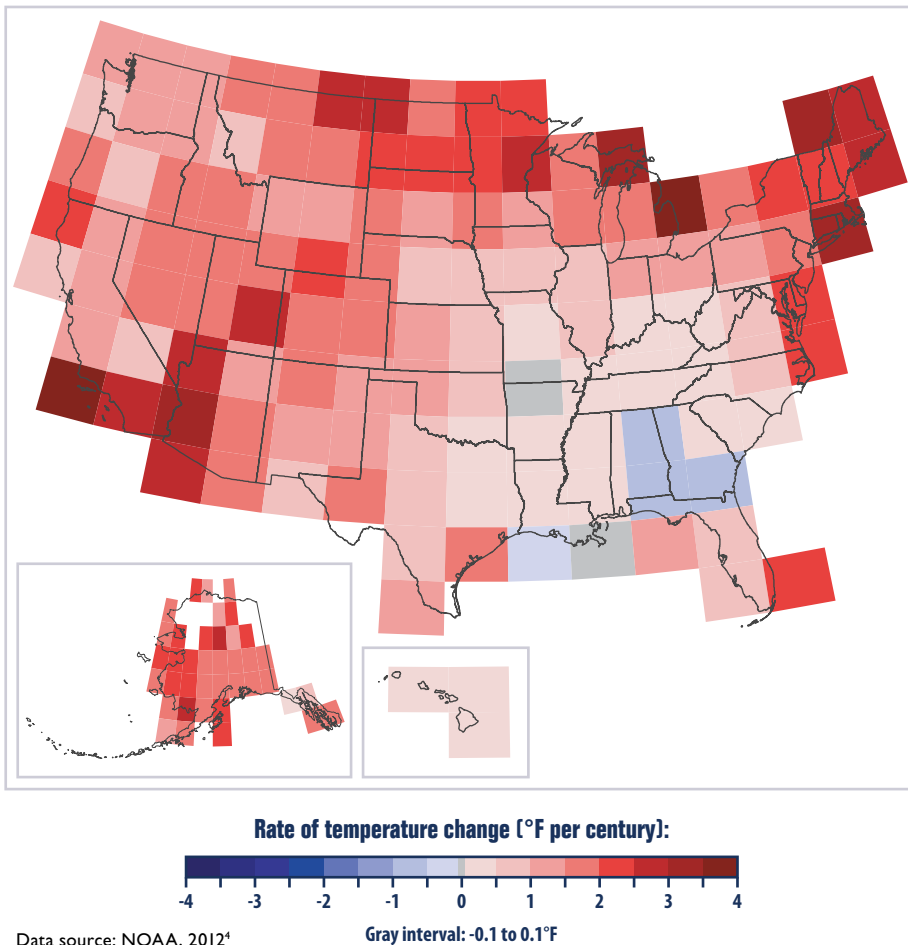 Rate of temperature change (°F per century):
-4 -3 -2 -1 0 1 2 3 4
Data source: NOAA, 2012⁴
Gray interval: -0.1 to 0.1°F